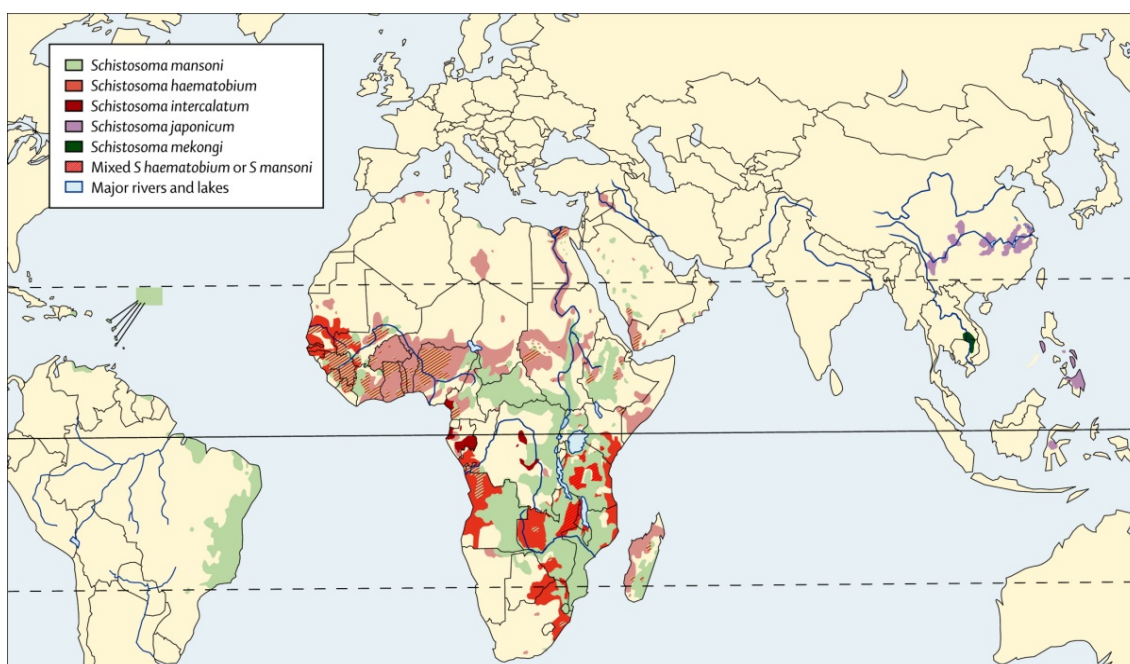 Schistosoma mansoni
Schistosoma haematobium
Schistosoma intercalatum
Schistosoma japonicum
Schistosoma mekongi
Mixed S haematobium or S mansoni
Major rivers and lakes